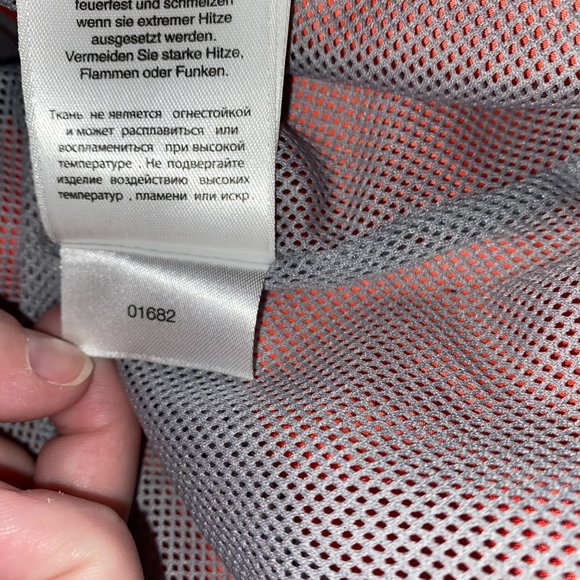 feuerfest und schmelzen
wenn sie extremer Hitze
ausgesetzt werden.
Vermeiden Sie starke Hitze,
Flammen oder Funken.
Ткань не является огнестойкой
и может расплавиться или
воспламениться при высокой
температуре . Не подвергайте
изделие воздействию высоких
температур , пламени или искр.
01682